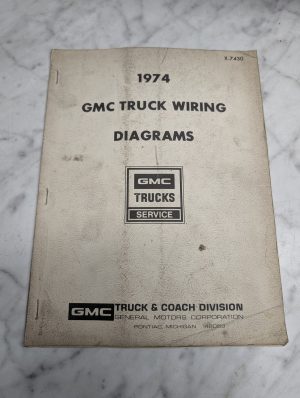 X-7430
1974
GMC TRUCK WIRING
DIAGRAMS
GMC
TRUCKS
SERVICE
GMC TRUCK & COACH DIVISION
GENERAL MOTORS CORPORATION
PONTIAC, MICHIGAN